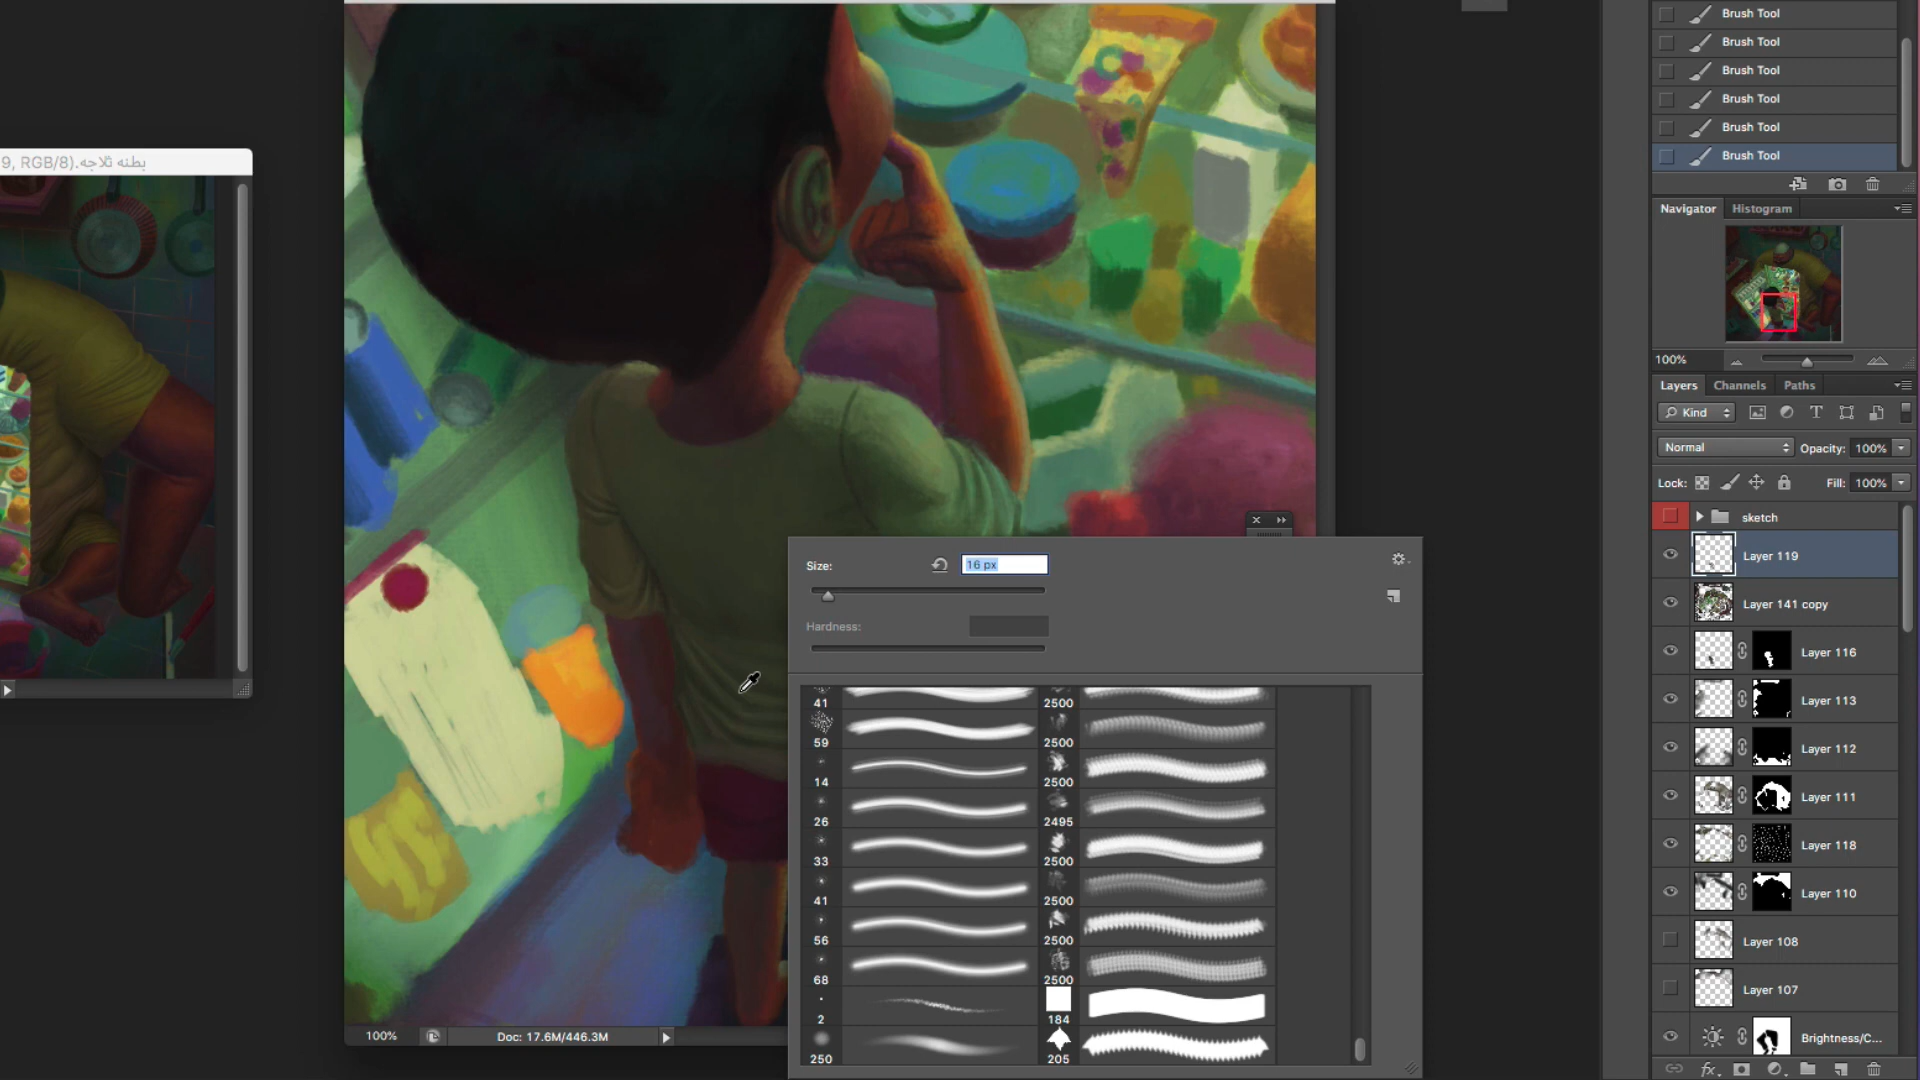 Brush Tool
Brush Tool
Brush Tool
Brush Tool
Brush Tool
Brush Tool
Navigator
Histogram
100%
Layers
Channels
Paths
Kind
Normal
Opacity: 100%
Lock:
Fill: 100%
sketch
Layer 119
Layer 141 copy
Layer 116
Layer 113
Layer 112
Layer 111
Layer 118
Layer 110
Layer 108
Layer 107
Brightness/C...
fx
بطنه ثلاجه.(9, RGB/8
Size: 16 px
Hardness:
41 2500
59 2500
14 2500
26 2495
33 2500
41 2500
56 2500
68 2500
2 184
250 205
100%
Doc: 17.6M/446.3M